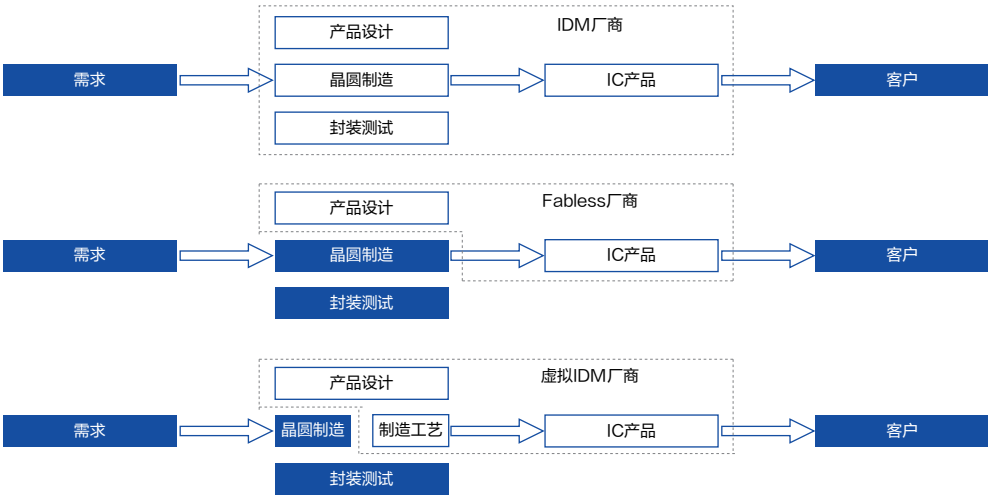 IDM厂商
产品设计
需求
晶圆制造
IC产品
客户
封装测试
Fabless厂商
产品设计
需求
晶圆制造
IC产品
客户
封装测试
虚拟IDM厂商
产品设计
需求
晶圆制造
制造工艺
IC产品
客户
封装测试